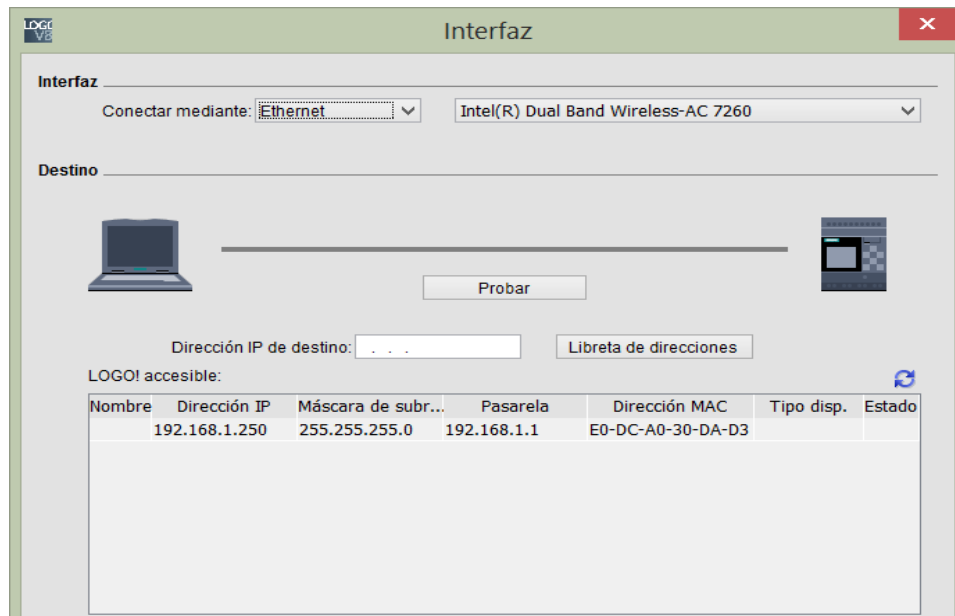 LOGO!
V8
Interfaz
Interfaz
Conectar mediante: Ethernet Intel(R) Dual Band Wireless-AC 7260
Destino
Probar
Dirección IP de destino: . . . Libreta de direcciones
LOGO! accesible:
Nombre Dirección IP Máscara de subr... Pasarela Dirección MAC Tipo disp. Estado
192.168.1.250 255.255.255.0 192.168.1.1 E0-DC-A0-30-DA-D3